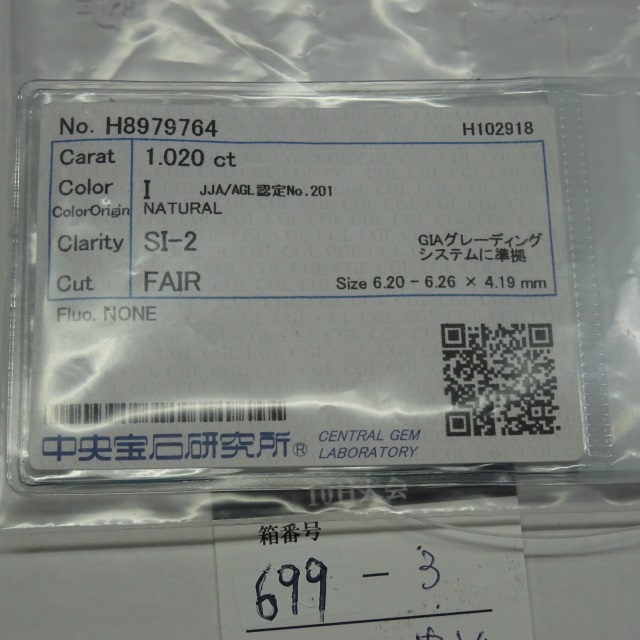 No. H8979764
H102918
Carat 1.020 ct
Color I JJA/AGL認定No.201
ColorOrigin NATURAL
Clarity SI-2 GIAグレーディング
システムに準拠
Cut FAIR Size 6.20 - 6.26 × 4.19 mm
Fluo. NONE
中央宝石研究所® CENTRAL GEM
LABORATORY
箱番号
699 - 3